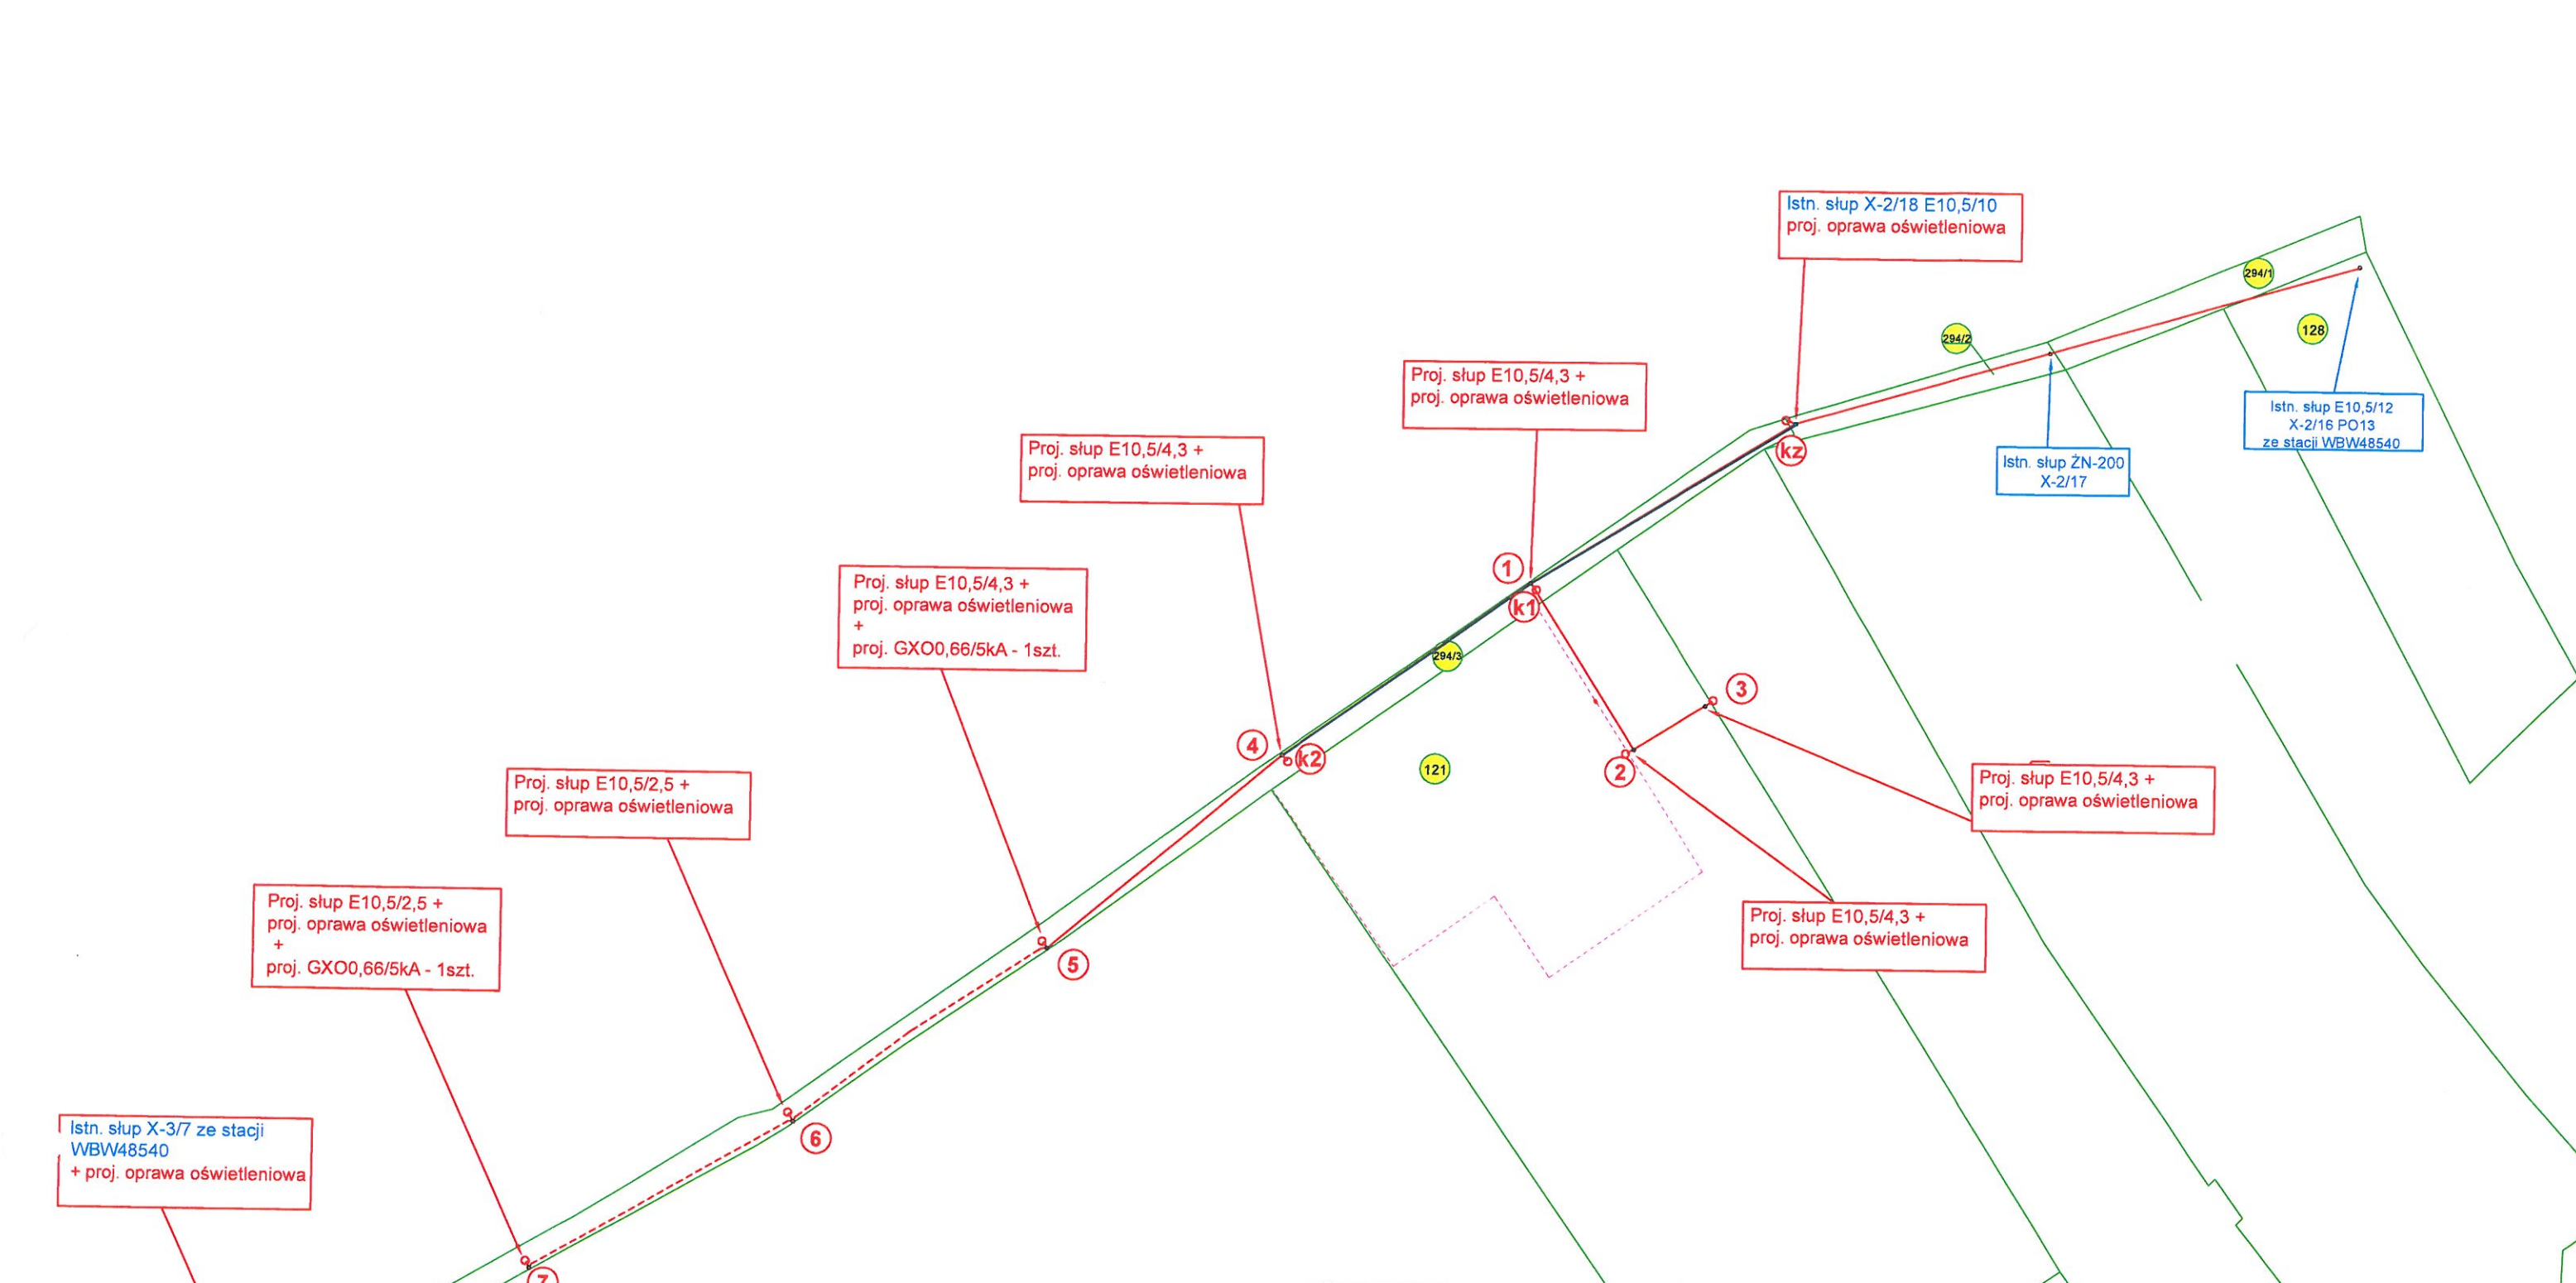 Istn. słup X-2/18 E10,5/10
proj. oprawa oświetleniowa
294/1
128
294/2
Istn. słup E10,5/12
X-2/16 PO13
ze stacji WBW48540
Istn. słup ŻN-200
X-2/17
kz
Proj. słup E10,5/4,3 +
proj. oprawa oświetleniowa
Proj. słup E10,5/4,3 +
proj. oprawa oświetleniowa
1
k1
Proj. słup E10,5/4,3 +
proj. oprawa oświetleniowa
+
proj. GXO0,66/5kA - 1szt.
294/3
3
4
k2
121
2
Proj. słup E10,5/4,3 +
proj. oprawa oświetleniowa
Proj. słup E10,5/2,5 +
proj. oprawa oświetleniowa
Proj. słup E10,5/4,3 +
proj. oprawa oświetleniowa
Proj. słup E10,5/2,5 +
proj. oprawa oświetleniowa
+
proj. GXO0,66/5kA - 1szt.
5
Istn. słup X-3/7 ze stacji
WBW48540
+ proj. oprawa oświetleniowa
6
7